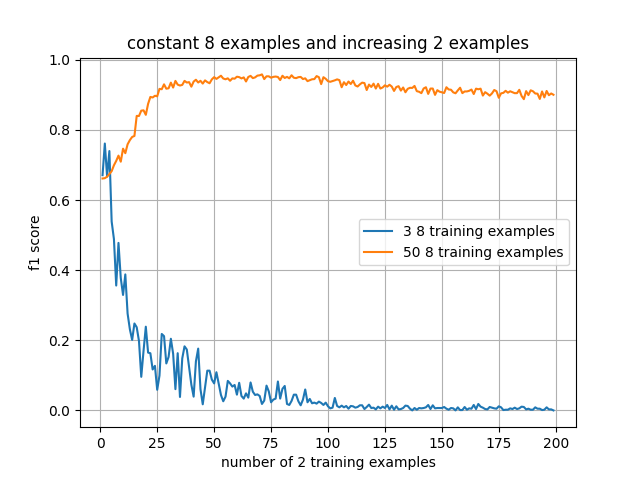 constant 8 examples and increasing 2 examples
1.0
0.8
0.6
0.4
0.2
0.0
f1 score
3 8 training examples
50 8 training examples
0 25 50 75 100 125 150 175 200
number of 2 training examples